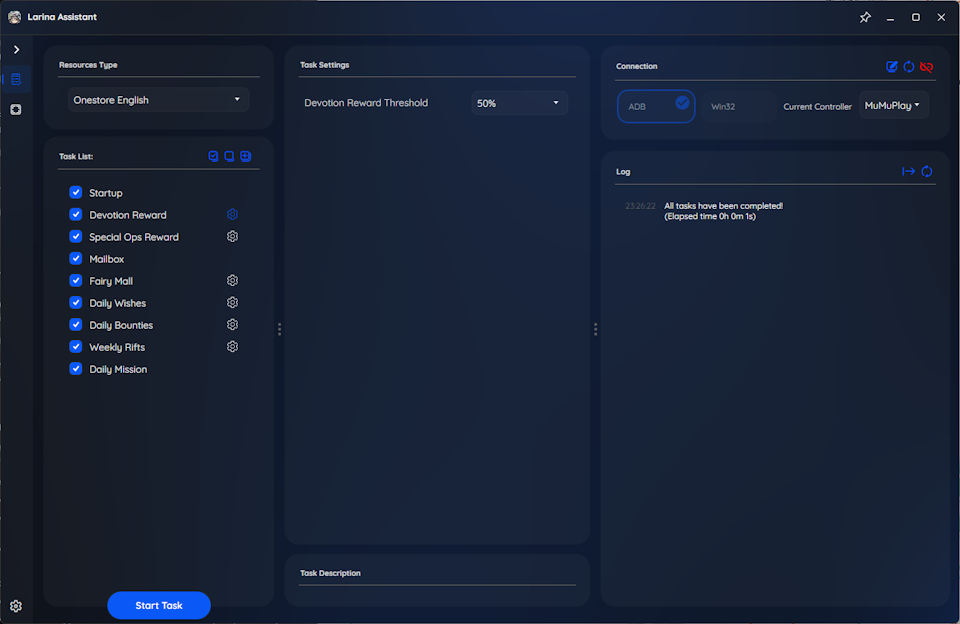 Larina Assistant
Resources Type
Onestore English
Task List:
Startup
Devotion Reward
Special Ops Reward
Mailbox
Fairy Mall
Daily Wishes
Daily Bounties
Weekly Rifts
Daily Mission
Start Task
Task Settings
Devotion Reward Threshold 50%
Task Description
Connection
ADB Win32 Current Controller MuMuPlay
Log
23:26:22 All tasks have been completed!
(Elapsed time 0h 0m 1s)